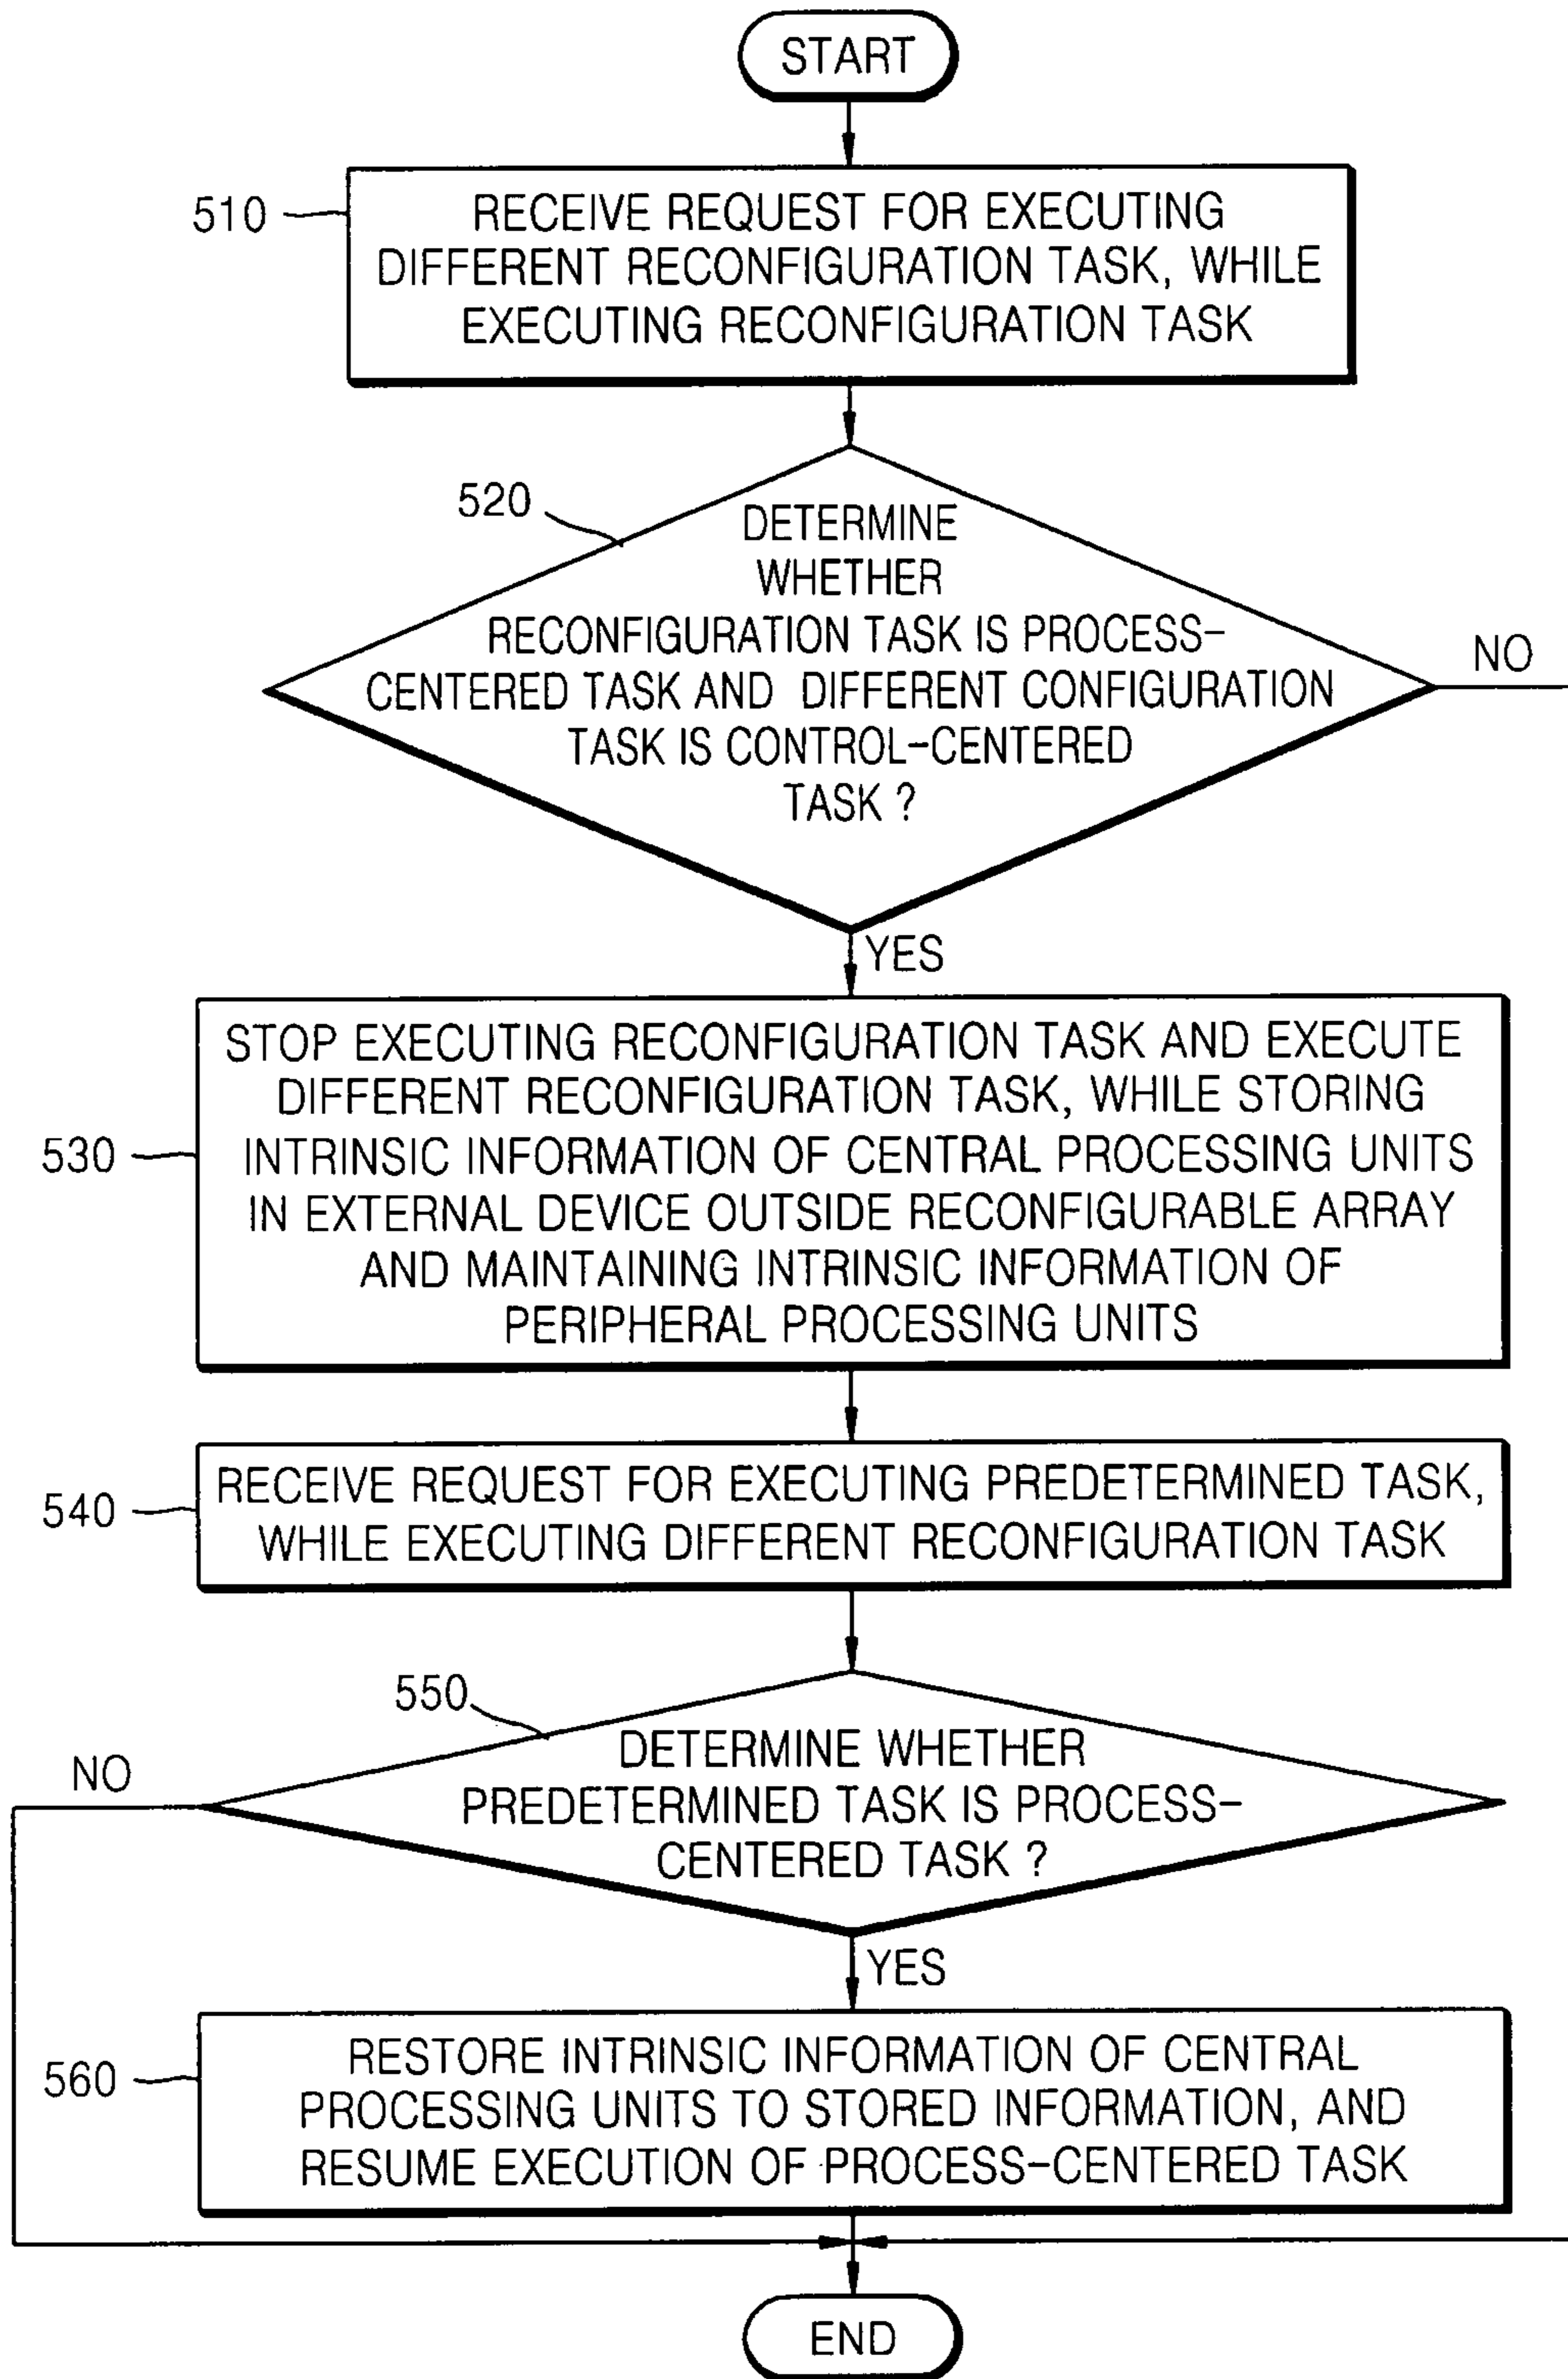 START
510
RECEIVE REQUEST FOR EXECUTING
DIFFERENT RECONFIGURATION TASK, WHILE
EXECUTING RECONFIGURATION TASK
520
DETERMINE
WHETHER
RECONFIGURATION TASK IS PROCESS-
CENTERED TASK AND DIFFERENT CONFIGURATION
TASK IS CONTROL-CENTERED
TASK ?
NO
YES
530
STOP EXECUTING RECONFIGURATION TASK AND EXECUTE
DIFFERENT RECONFIGURATION TASK, WHILE STORING
INTRINSIC INFORMATION OF CENTRAL PROCESSING UNITS
IN EXTERNAL DEVICE OUTSIDE RECONFIGURABLE ARRAY
AND MAINTAINING INTRINSIC INFORMATION OF
PERIPHERAL PROCESSING UNITS
540
RECEIVE REQUEST FOR EXECUTING PREDETERMINED TASK,
WHILE EXECUTING DIFFERENT RECONFIGURATION TASK
550
DETERMINE WHETHER
PREDETERMINED TASK IS PROCESS-
CENTERED TASK ?
NO
YES
560
RESTORE INTRINSIC INFORMATION OF CENTRAL
PROCESSING UNITS TO STORED INFORMATION, AND
RESUME EXECUTION OF PROCESS-CENTERED TASK
END